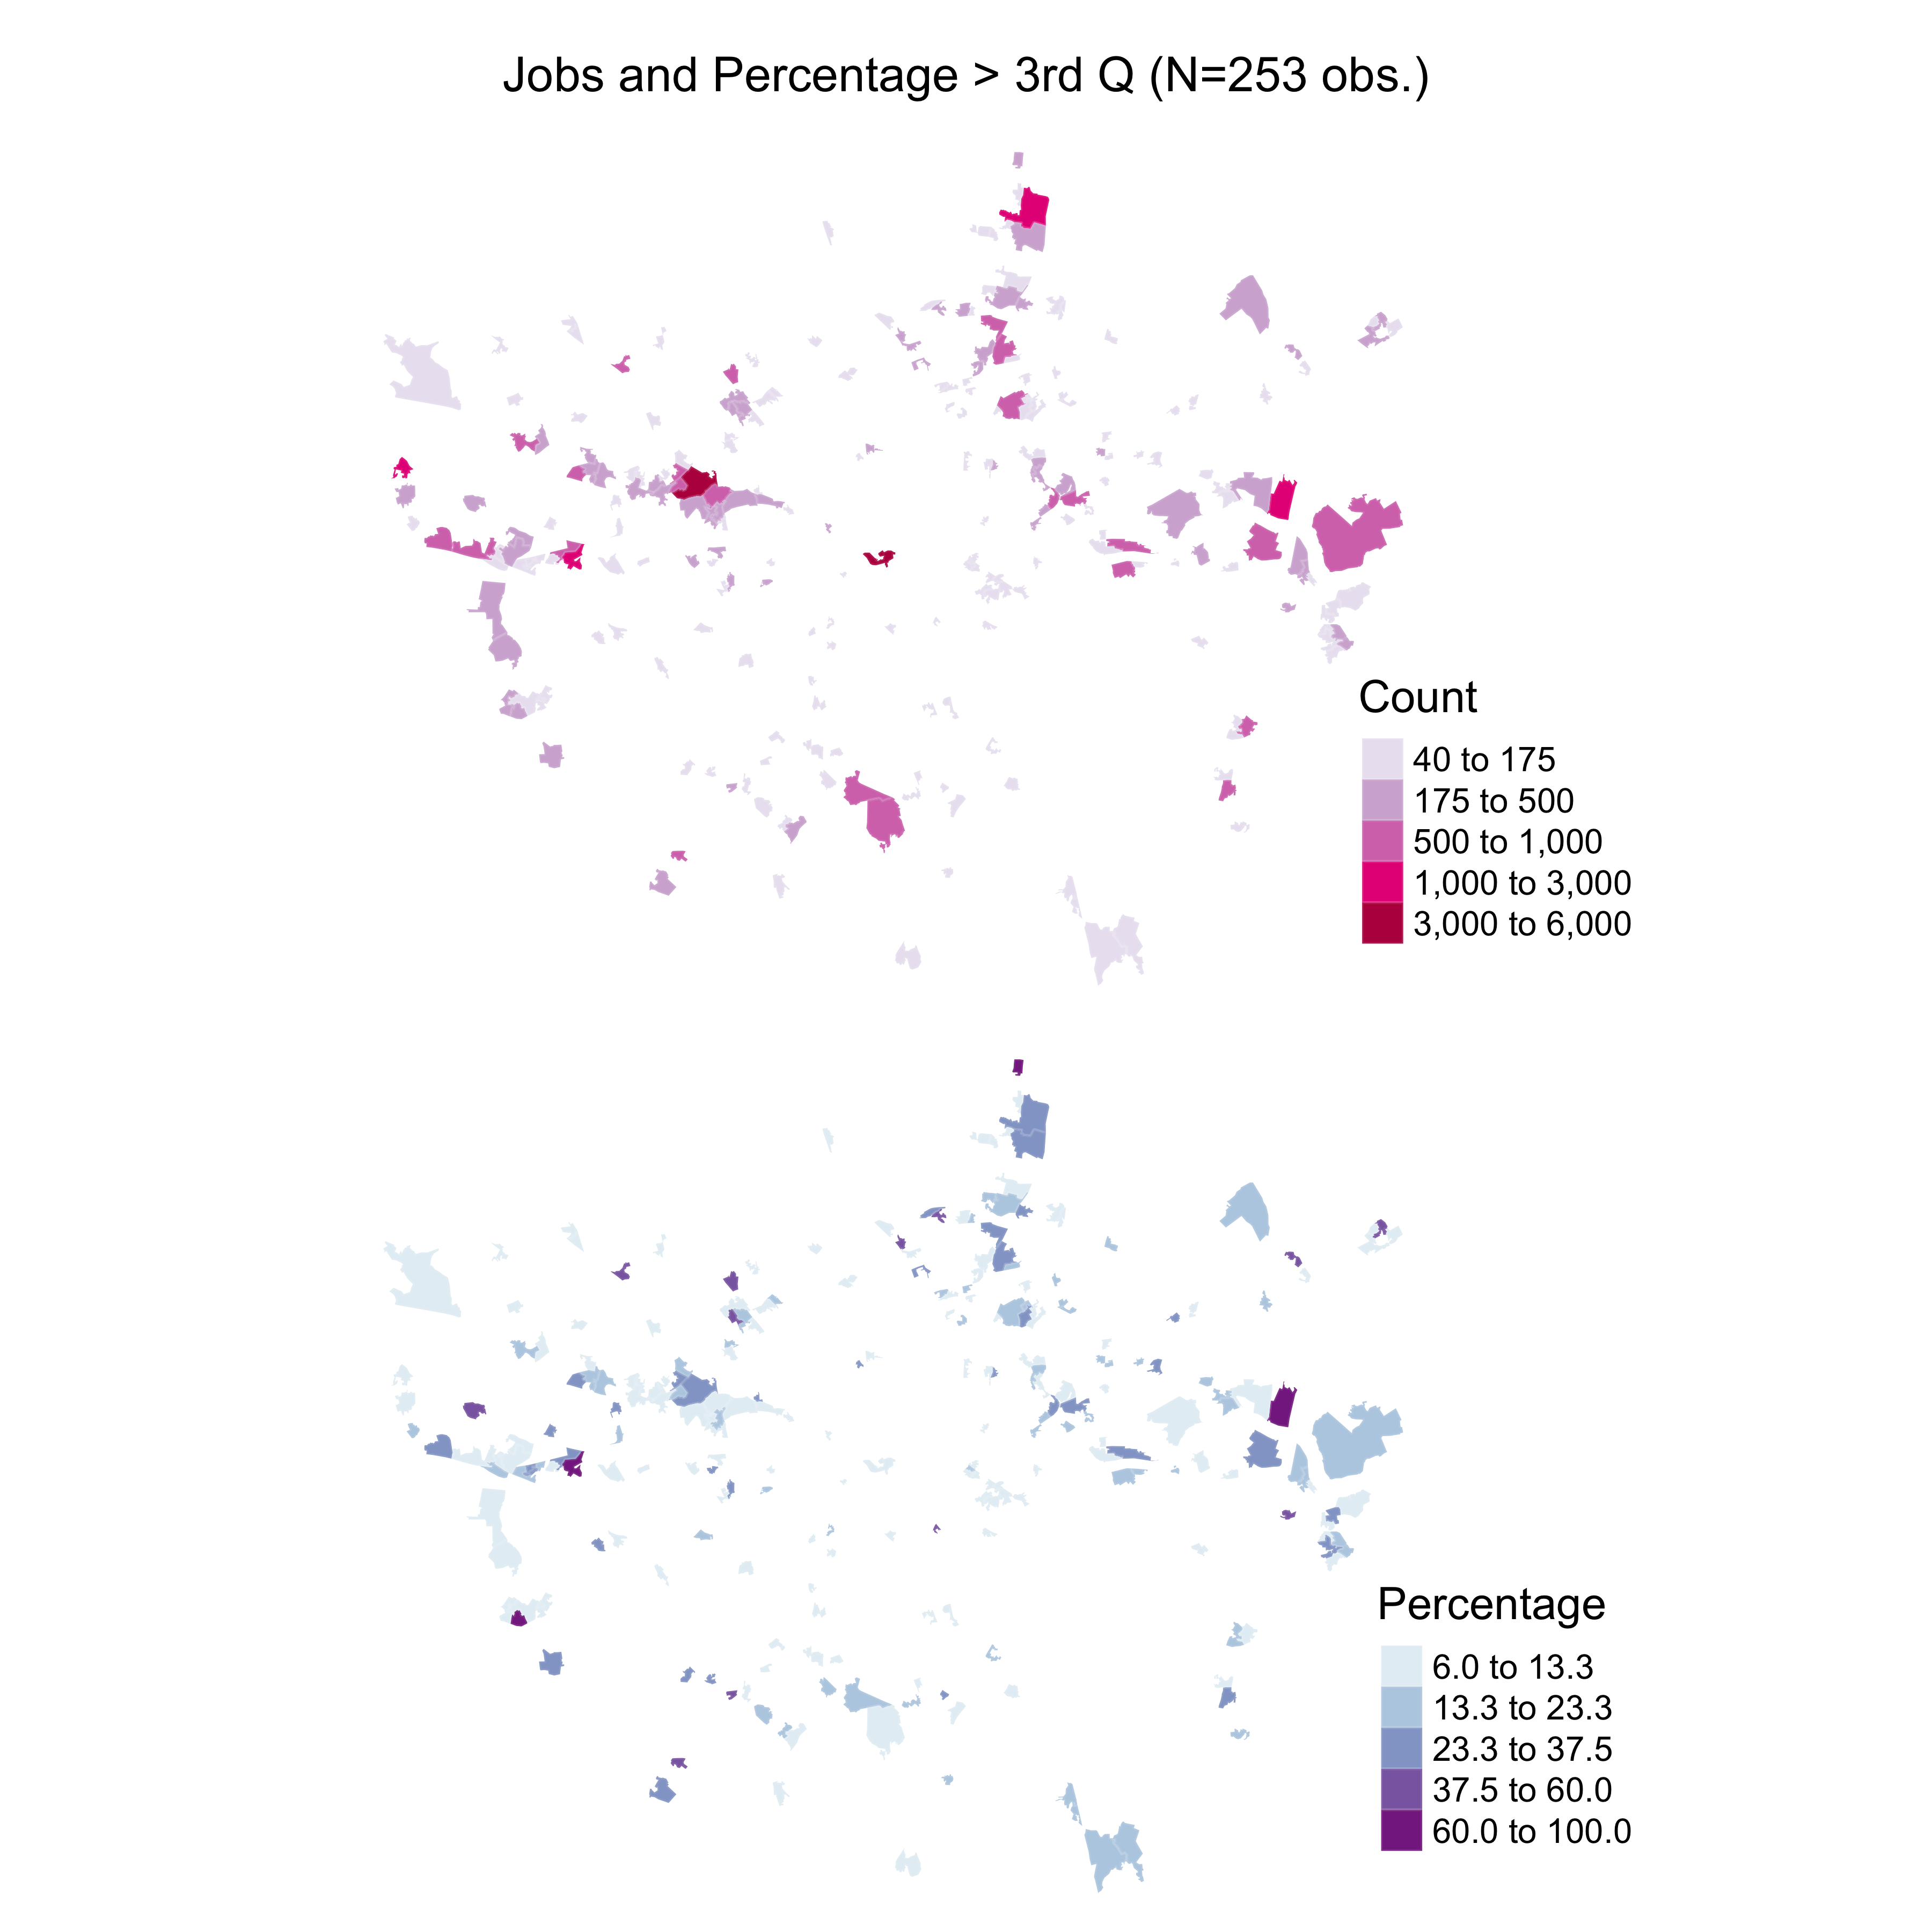 Jobs and Percentage > 3rd Q (N=253 obs.)
Count
40 to 175
175 to 500
500 to 1,000
1,000 to 3,000
3,000 to 6,000
Percentage
6.0 to 13.3
13.3 to 23.3
23.3 to 37.5
37.5 to 60.0
60.0 to 100.0